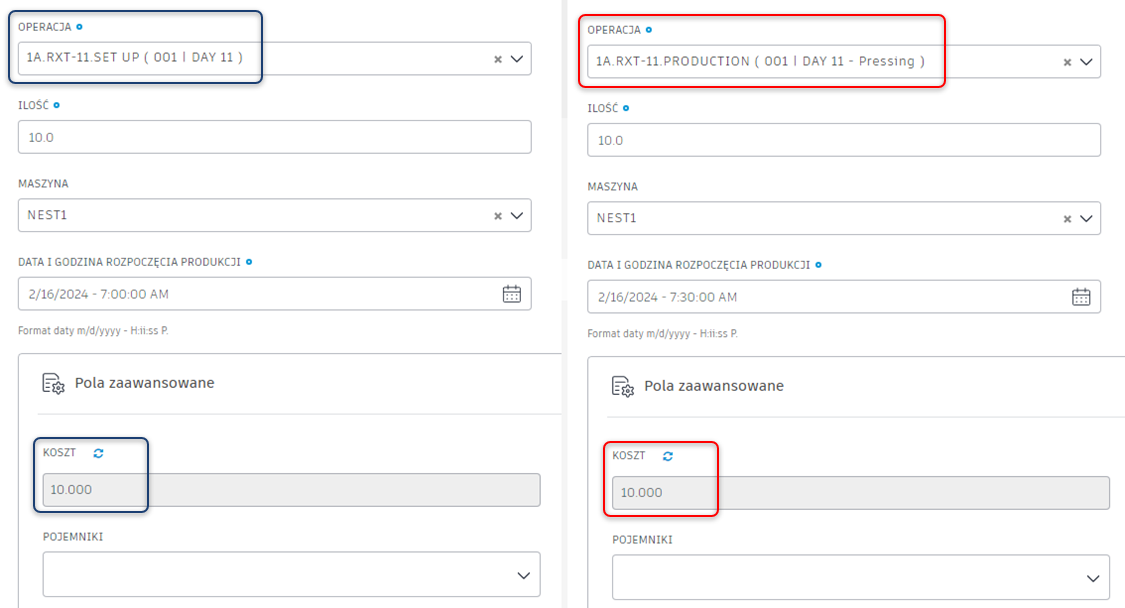 OPERACJA
1A.RXT-11.SET UP ( 001 | DAY 11 )
ILOŚĆ
10.0
MASZYNA
NEST1
DATA I GODZINA ROZPOCZĘCIA PRODUKCJI
2/16/2024 - 7:00:00 AM
Format daty m/d/yyyy - H:ii:ss P.
Pola zaawansowane
KOSZT
10.000
POJEMNIKI
OPERACJA
1A.RXT-11.PRODUCTION ( 001 | DAY 11 - Pressing )
ILOŚĆ
10.0
MASZYNA
NEST1
DATA I GODZINA ROZPOCZĘCIA PRODUKCJI
2/16/2024 - 7:30:00 AM
Format daty m/d/yyyy - H:ii:ss P.
Pola zaawansowane
KOSZT
10.000
POJEMNIKI